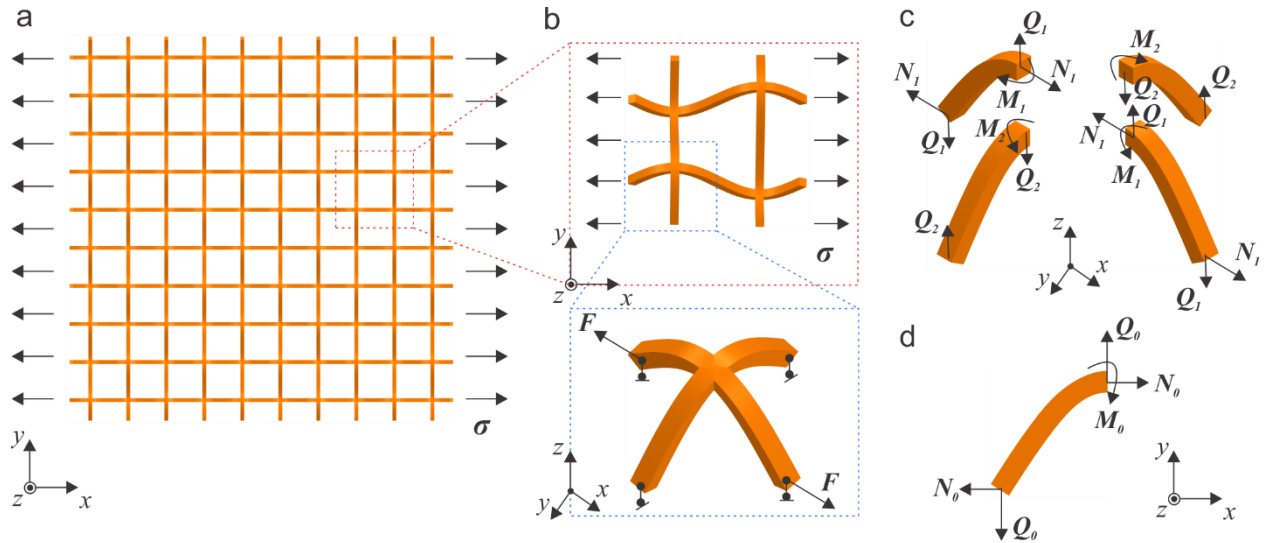 a
σ
y
z
x
b
y
z
x
σ
F
z
y
x
F
c
Q₁
N₁
N₁
M₁
Q₁
M₂
Q₂
Q₂
M₂
Q₂
Q₂
Q₁
N₁
M₁
N₁
Q₁
z
y
x
d
Q₀
N₀
M₀
N₀
Q₀
y
z
x